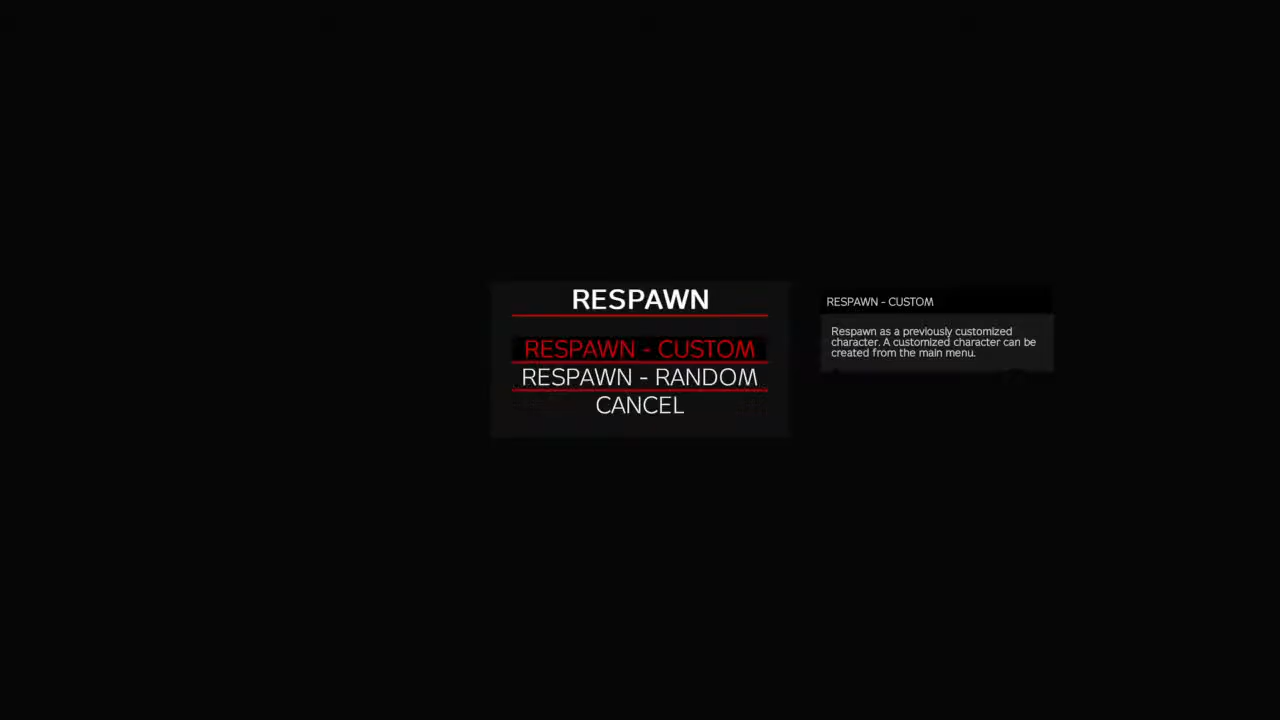 RESPAWN
RESPAWN - CUSTOM
RESPAWN - RANDOM
CANCEL
RESPAWN - CUSTOM
Respawn as a previously customized
character. A customized character can be
created from the main menu.